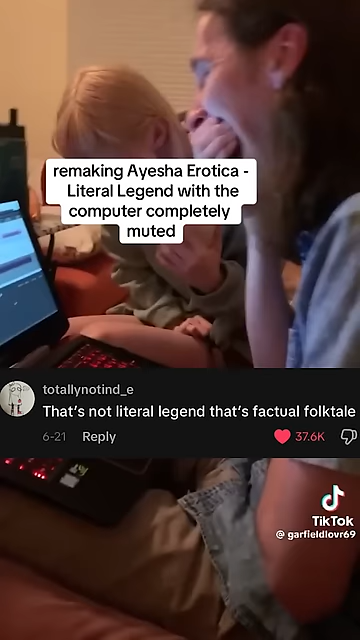 remaking Ayesha Erotica -
Literal Legend with the
computer completely
muted
totallynotind_e
That's not literal legend that's factual folktale
6-21 Reply 37.6K
TikTok
@ garfieldlovr69